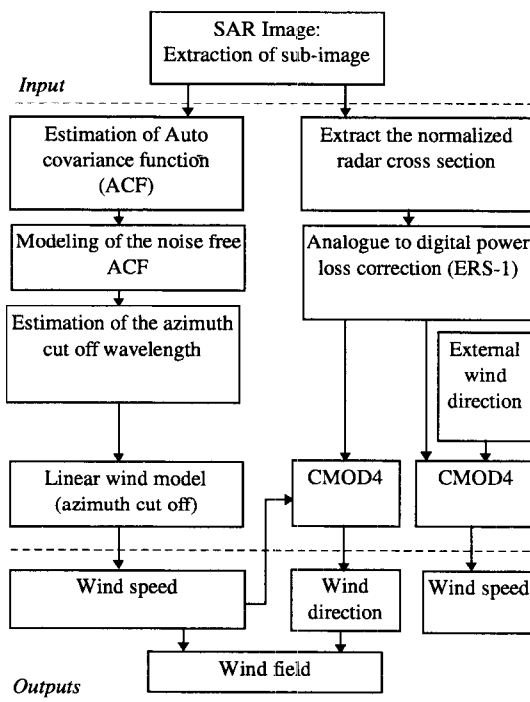 SAR Image:
Extraction of sub-image
Input
Estimation of Auto
covariance function
(ACF)
Extract the normalized
radar cross section
Modeling of the noise free
ACF
Analogue to digital power
loss correction (ERS-1)
Estimation of the azimuth
cut off wavelength
External
wind
direction
Linear wind model
(azimuth cut off)
CMOD4
CMOD4
Wind speed
Wind
direction
Wind speed
Wind field
Outputs